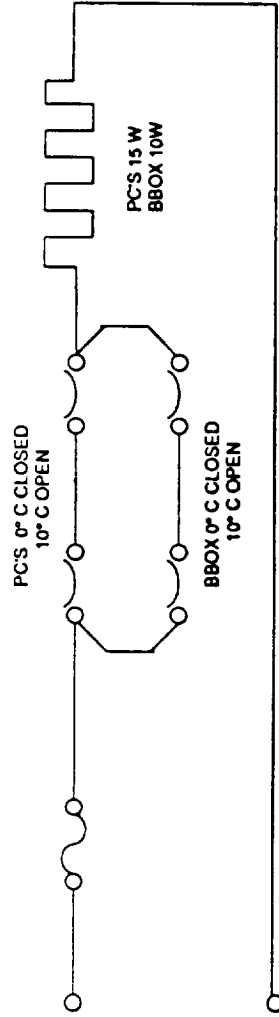 PC'S 0° C CLOSED
10° C OPEN
PC'S 15 W
BBOX 10W
BBOX 0° C CLOSED
10° C OPEN